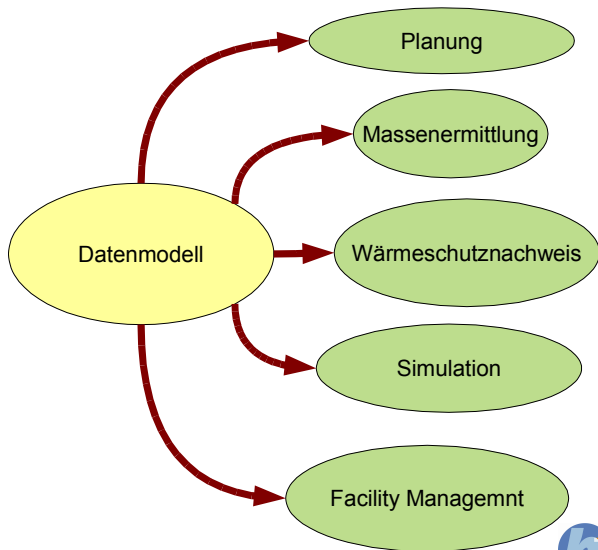 Planung
Massenermittlung
Datenmodell
Wärmeschutznachweis
Simulation
Facility Managemnt